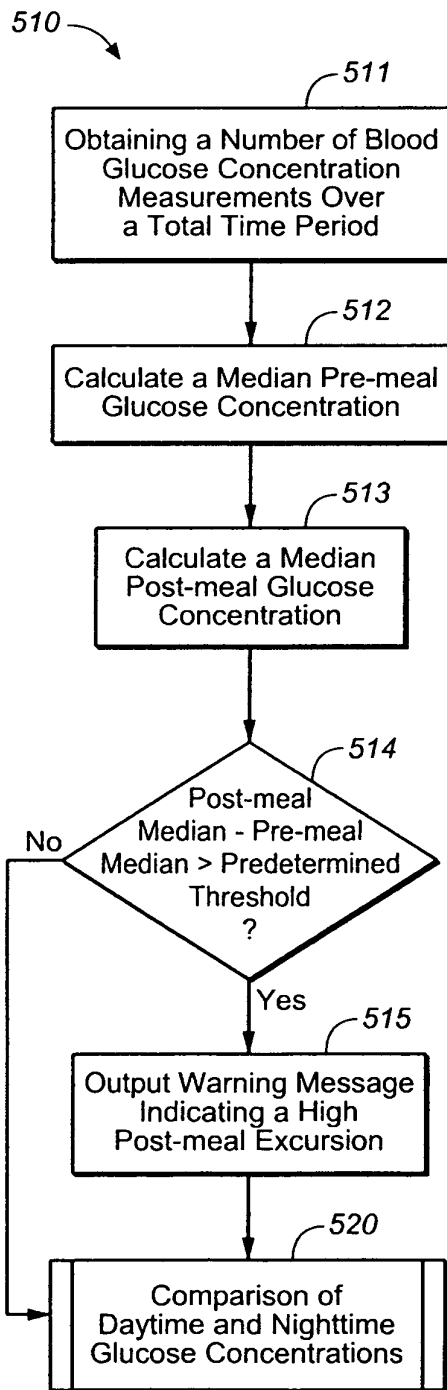 510
511
Obtaining a Number of Blood
Glucose Concentration
Measurements Over
a Total Time Period
512
Calculate a Median Pre-meal
Glucose Concentration
513
Calculate a Median
Post-meal Glucose
Concentration
514
Post-meal
Median - Pre-meal
Median > Predetermined
Threshold
?
No
Yes
515
Output Warning Message
Indicating a High
Post-meal Excursion
520
Comparison of
Daytime and Nighttime
Glucose Concentrations